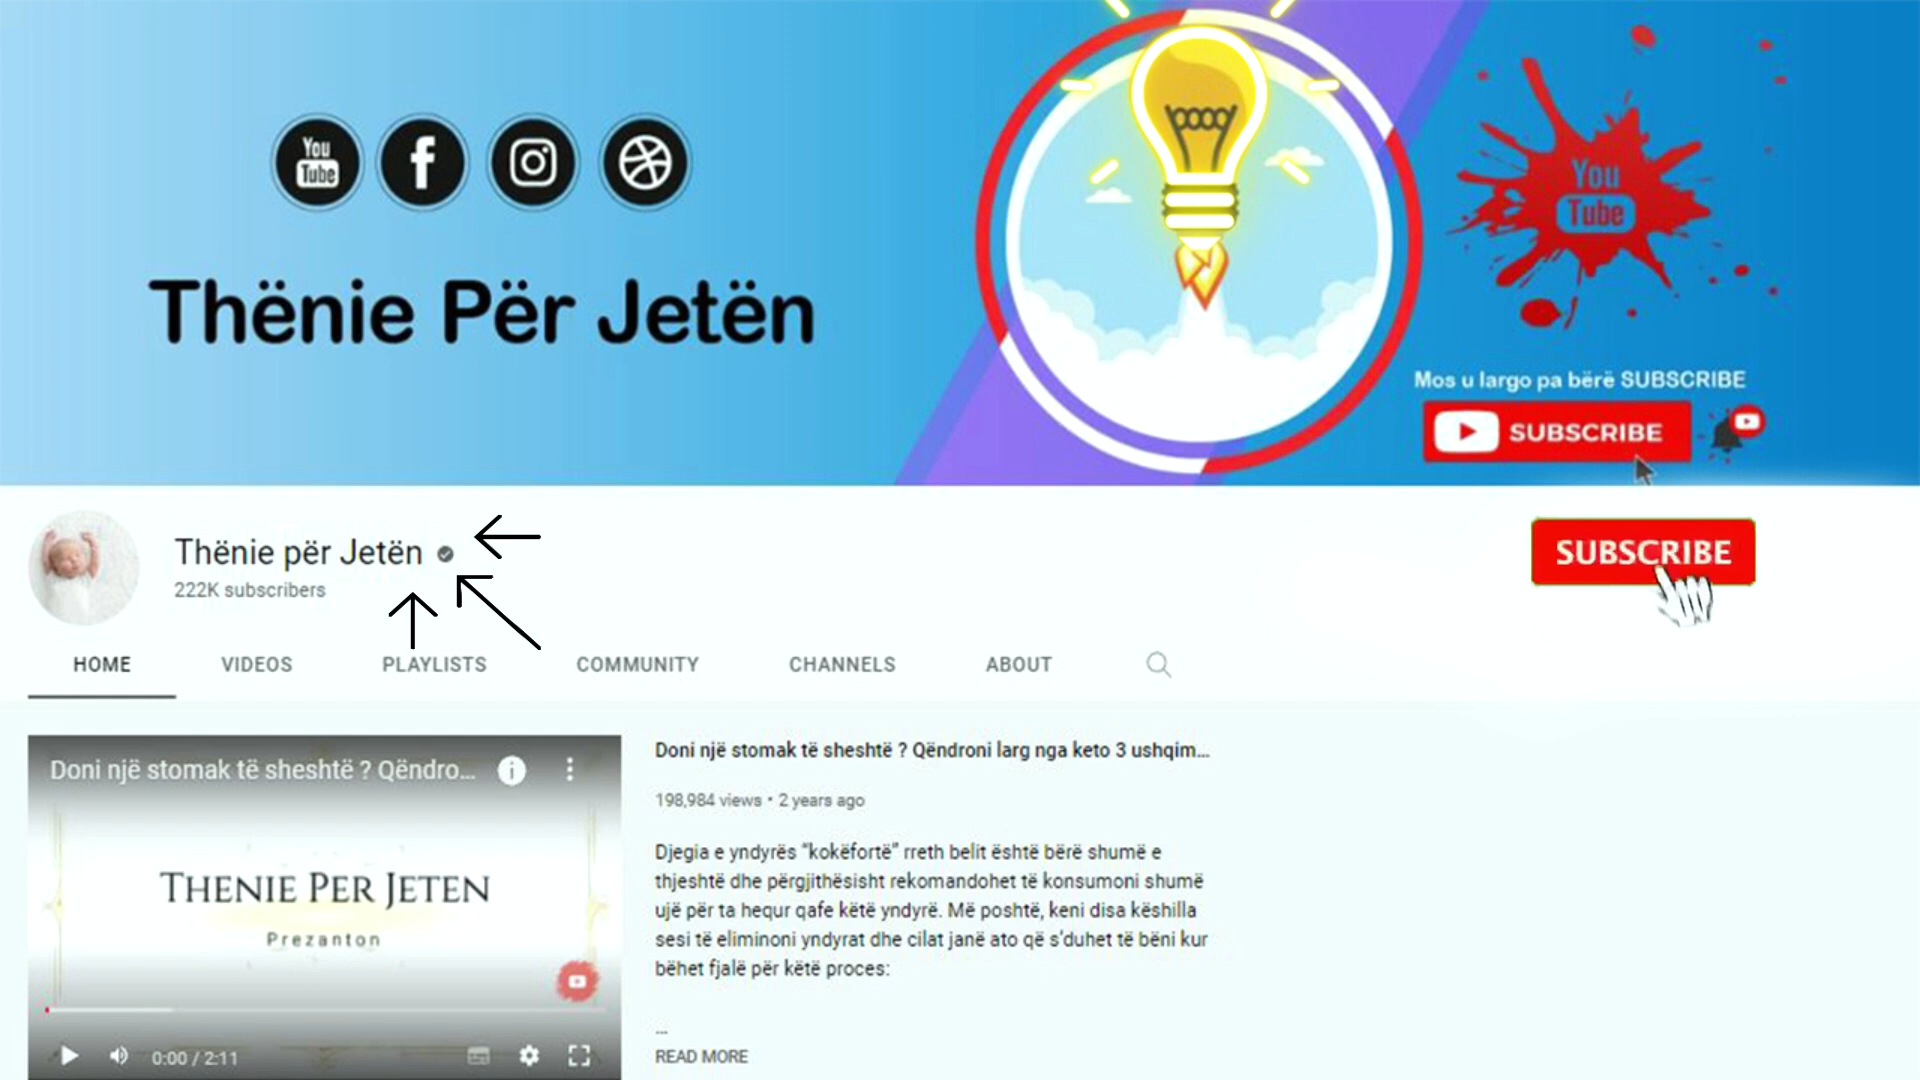 You
Tube
Thënie Për Jetën
You
Tube
Mos u largo pa bërë SUBSCRIBE
SUBSCRIBE
Thënie për Jetën
222K subscribers
SUBSCRIBE
HOME VIDEOS PLAYLISTS COMMUNITY CHANNELS ABOUT
Doni një stomak të sheshtë ? Qëndro...
THENIE PER JETEN
Prezanton
0:00 / 2:11
Doni një stomak të sheshtë ? Qëndroni larg nga keto 3 ushqim...
198,984 views • 2 years ago
Djegia e yndyrës “kokëfortë” rreth belit është bërë shumë e
thjeshtë dhe përgjithësisht rekomandohet të konsumoni shumë
ujë për ta hequr qafe këtë yndyrë. Më poshtë, keni disa këshilla
sesi të eliminoni yndyrat dhe cilat janë ato që s'duhet të bëni kur
bëhet fjalë për këtë proces:
...
READ MORE